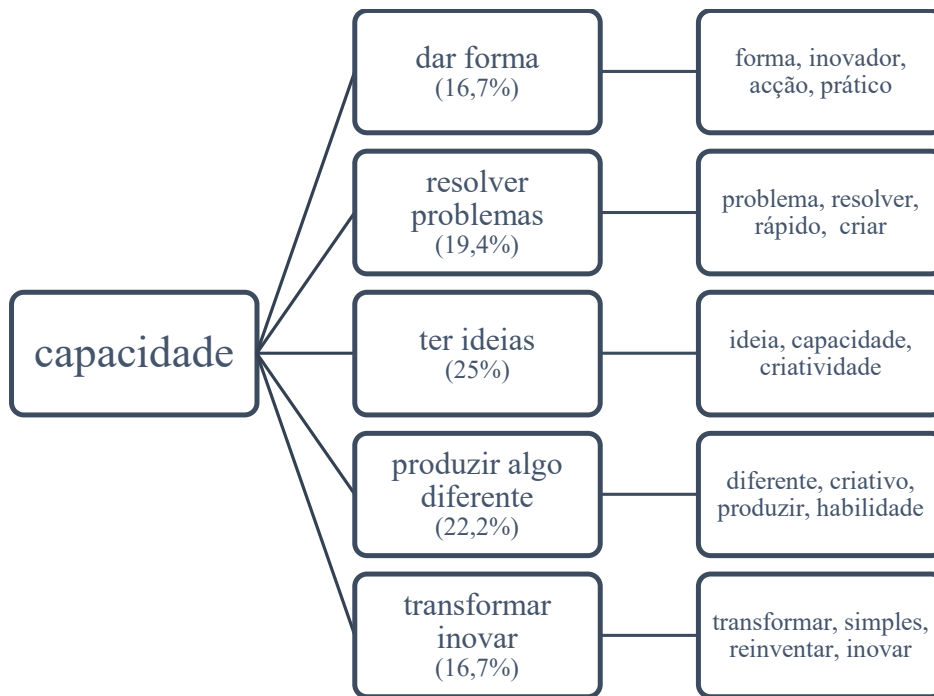 capacidade
dar forma
(16,7%)
forma, inovador,
acção, prático
resolver
problemas
(19,4%)
problema, resolver,
rápido, criar
ter ideias
(25%)
ideia, capacidade,
criatividade
produzir algo
diferente
(22,2%)
diferente, criativo,
produzir, habilidade
transformar
inovar
(16,7%)
transformar, simples,
reinventar, inovar